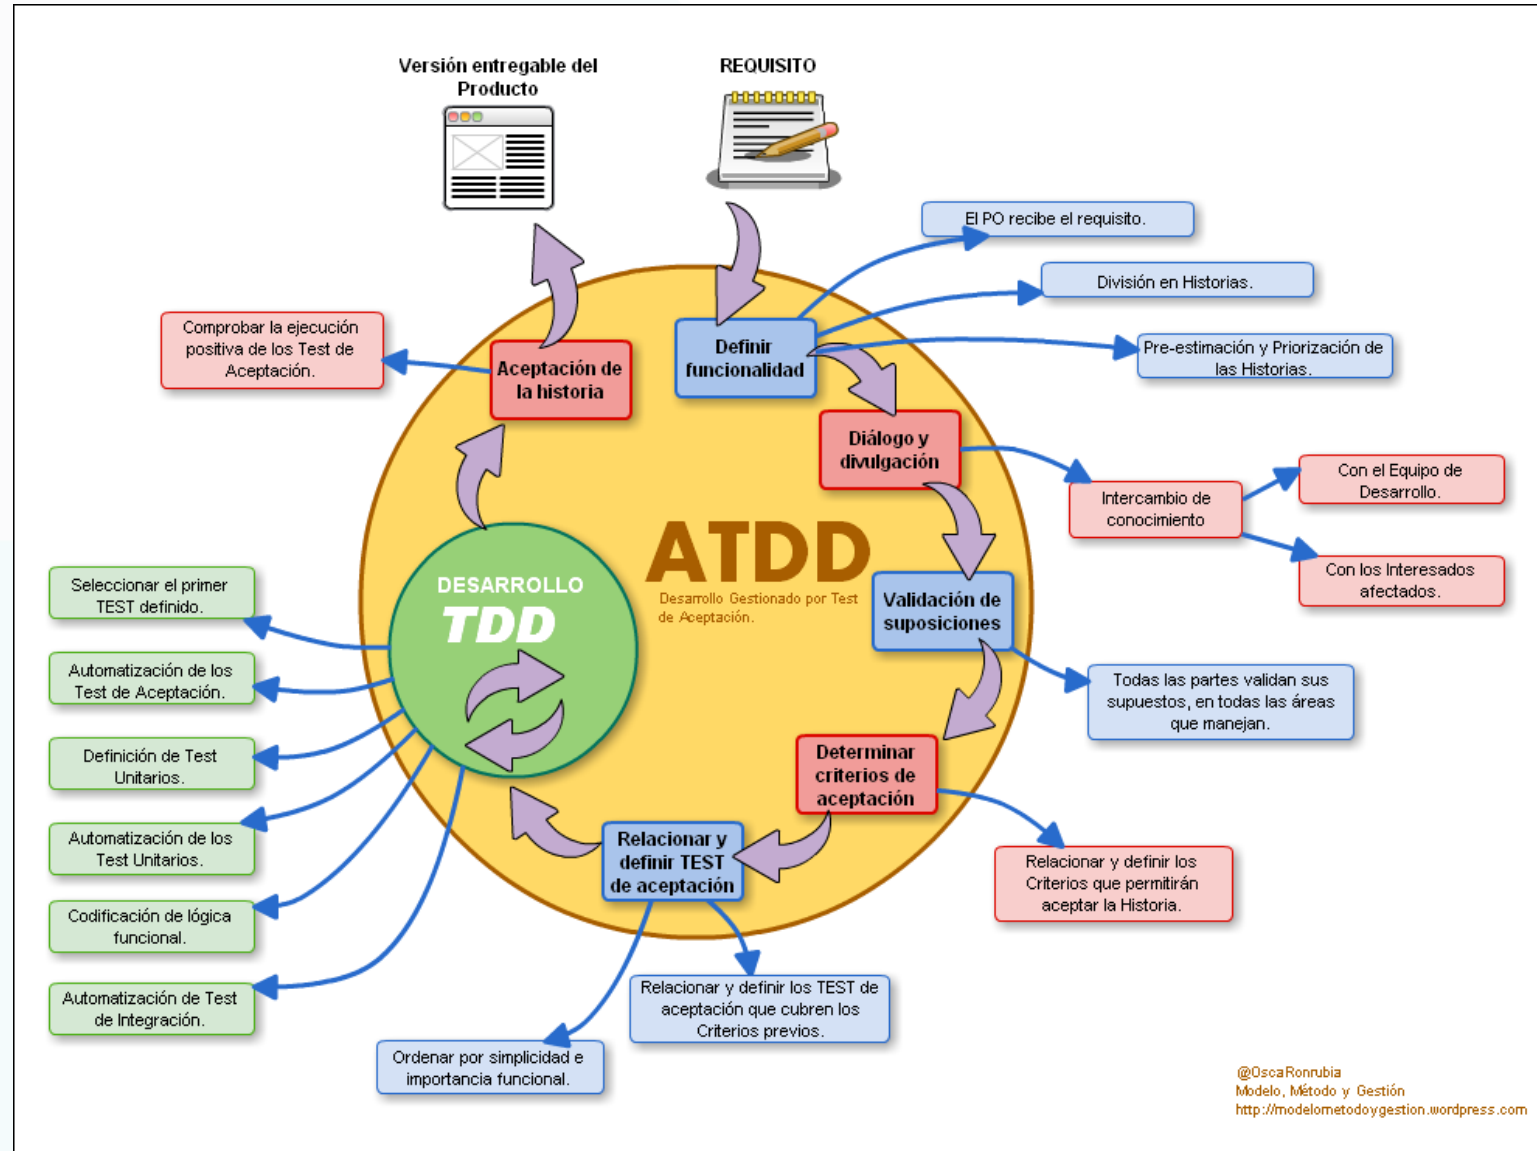 Versión entregable del
Producto
REQUISITO
El PO recibe el requisito.
División en Historias.
Pre-estimación y Priorización de
las Historias.
Definir
funcionalidad
Comprobar la ejecución
positiva de los Test de
Aceptación.
Aceptación de
la historia
Diálogo y
divulgación
Intercambio de
conocimiento
Con el Equipo de
Desarrollo.
Con los Interesados
afectados.
ATDD
Desarrollo Gestionado por Test
de Aceptación.
DESARROLLO
TDD
Validación de
suposiciones
Todas las partes validan sus
supuestos, en todas las áreas
que manejan.
Determinar
criterios de
aceptación
Relacionar y definir los
Criterios que permitirán
aceptar la Historia.
Relacionar y
definir TEST
de aceptación
Relacionar y definir los TEST de
aceptación que cubren los
Criterios previos.
Ordenar por simplicidad e
importancia funcional.
Seleccionar el primer
TEST definido.
Automatización de los
Test de Aceptación.
Definición de Test
Unitarios.
Automatización de los
Test Unitarios.
Codificación de lógica
funcional.
Automatización de Test
de Integración.
@OscaRonrubia
Modelo, Método y Gestión
http://modelometodoygestion.wordpress.com